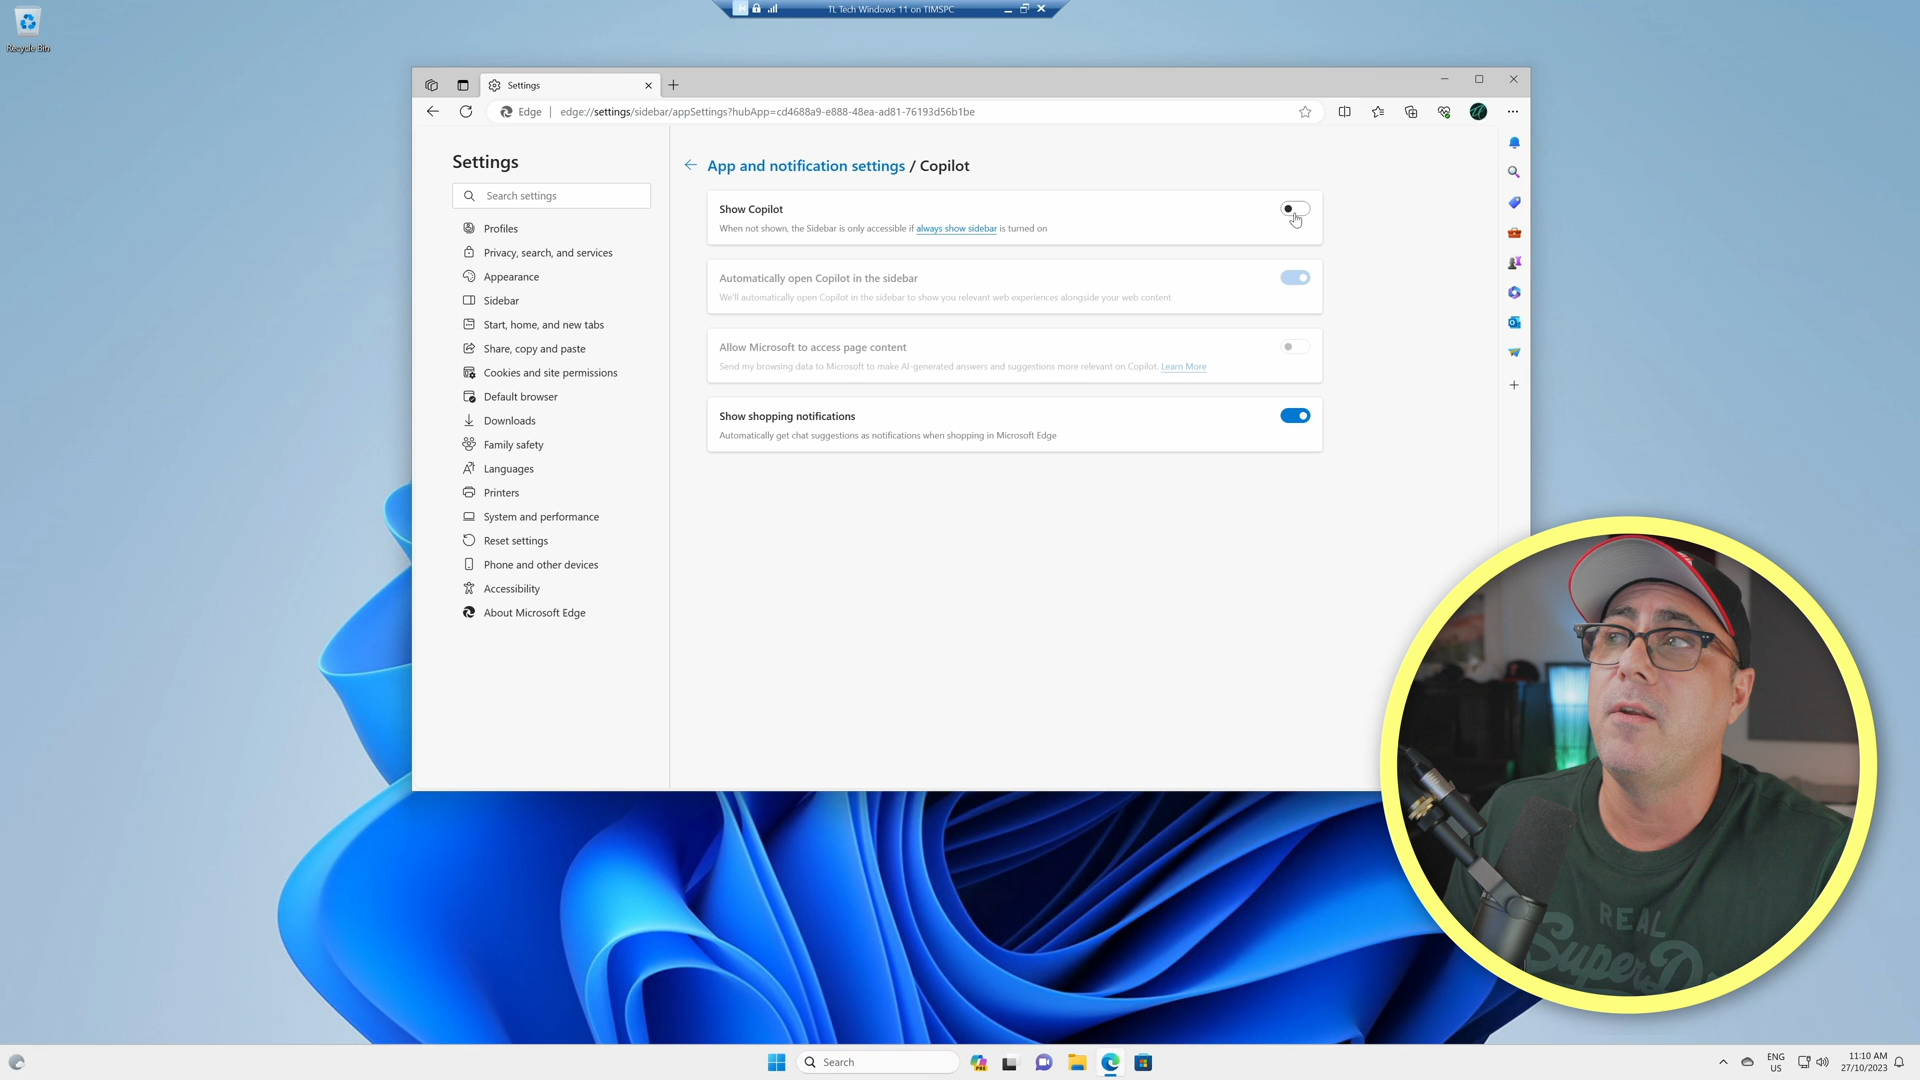 Recycle Bin
TL Tech Windows 11 on TIMSPC
Settings
Edge
edge://settings/sidebar/appSettings?hubApp=cd4688a9-e888-48ea-ad81-76193d56b1be
Settings
Search settings
Profiles
Privacy, search, and services
Appearance
Sidebar
Start, home, and new tabs
Share, copy and paste
Cookies and site permissions
Default browser
Downloads
Family safety
Languages
Printers
System and performance
Reset settings
Phone and other devices
Accessibility
About Microsoft Edge
App and notification settings / Copilot
Show Copilot
When not shown, the Sidebar is only accessible if always show sidebar is turned on
Automatically open Copilot in the sidebar
We'll automatically open Copilot in the sidebar to show you relevant web experiences alongside your web content
Allow Microsoft to access page content
Send my browsing data to Microsoft to make AI-generated answers and suggestions more relevant on Copilot. Learn More
Show shopping notifications
Automatically get chat suggestions as notifications when shopping in Microsoft Edge
REAL
Search
PRE
ENG
US
11:10 AM
27/10/2023